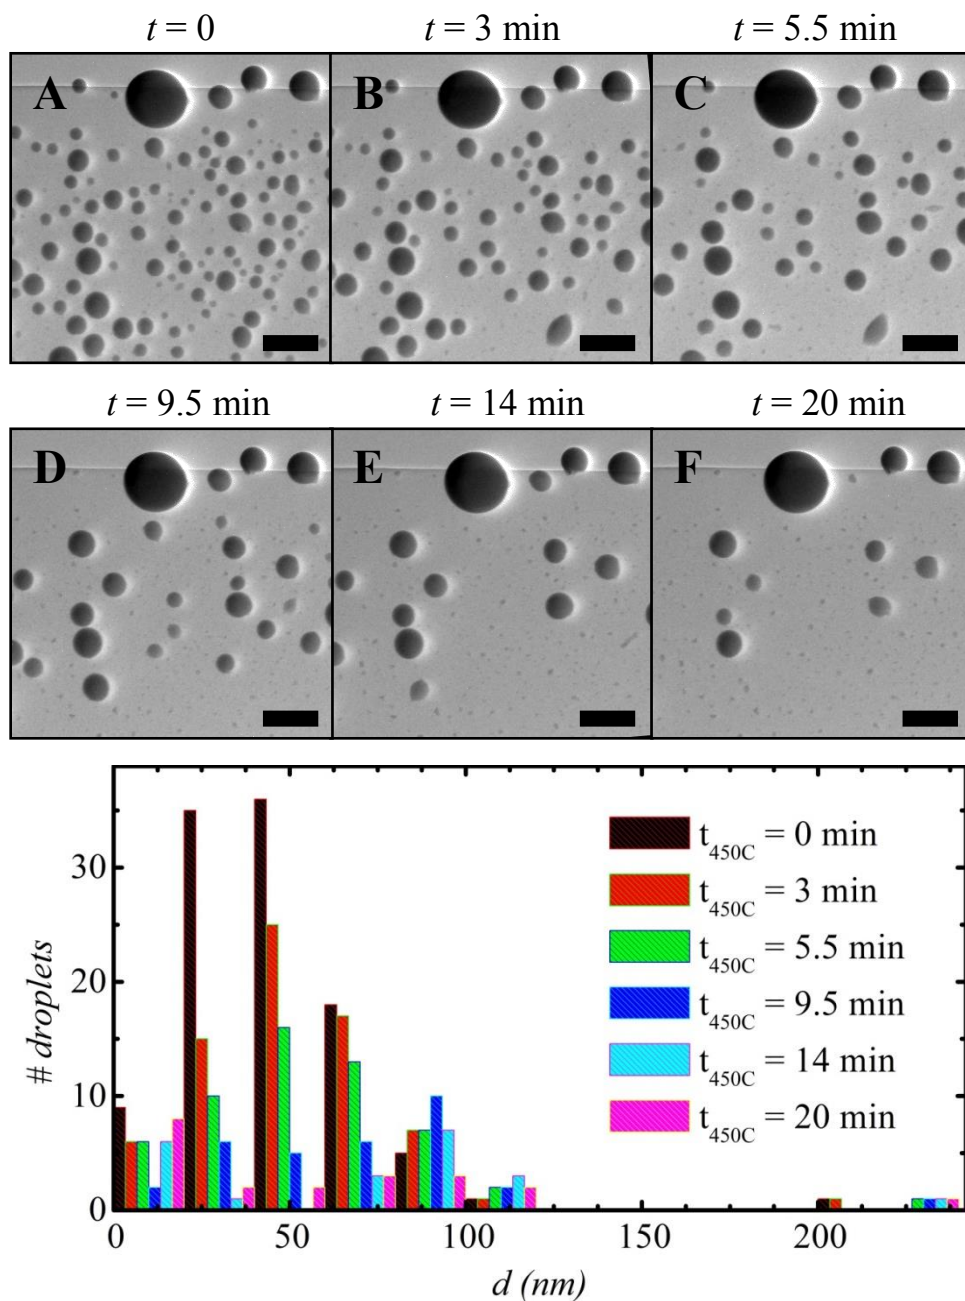 t = 0 t = 3 min t = 5.5 min
A B C
t = 9.5 min t = 14 min t = 20 min
D E F
t450C = 0 min
t450C = 3 min
t450C = 5.5 min
t450C = 9.5 min
t450C = 14 min
t450C = 20 min
# droplets
30
20
10
0
0 50 100 150 200
d (nm)